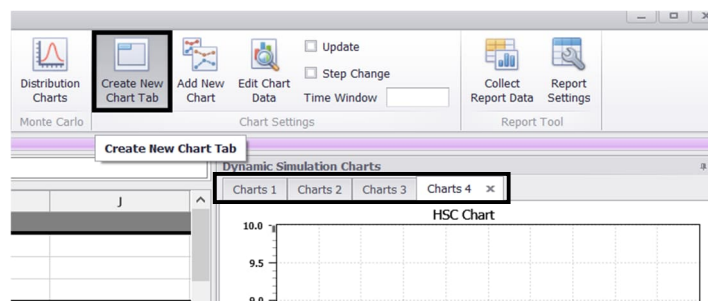 Update
Step Change
Distribution Charts
Create New Chart Tab
Add New Chart
Edit Chart Data
Time Window
Collect Report Data
Report Settings
Monte Carlo
Chart Settings
Report Tool
Create New Chart Tab
Dynamic Simulation Charts
Charts 1
Charts 2
Charts 3
Charts 4
J
HSC Chart
10.0
9.5
9.0